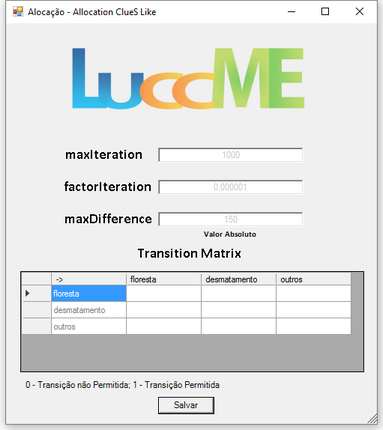 Alocação - Allocation ClueS Like
LuccME
maxIteration 1000
factorIteration 0.000001
maxDifference 150
Valor Absoluto
Transition Matrix
-> floresta desmatamento outros
floresta
desmatamento
outros
0 - Transição não Permitida; 1 - Transição Permitida
Salvar